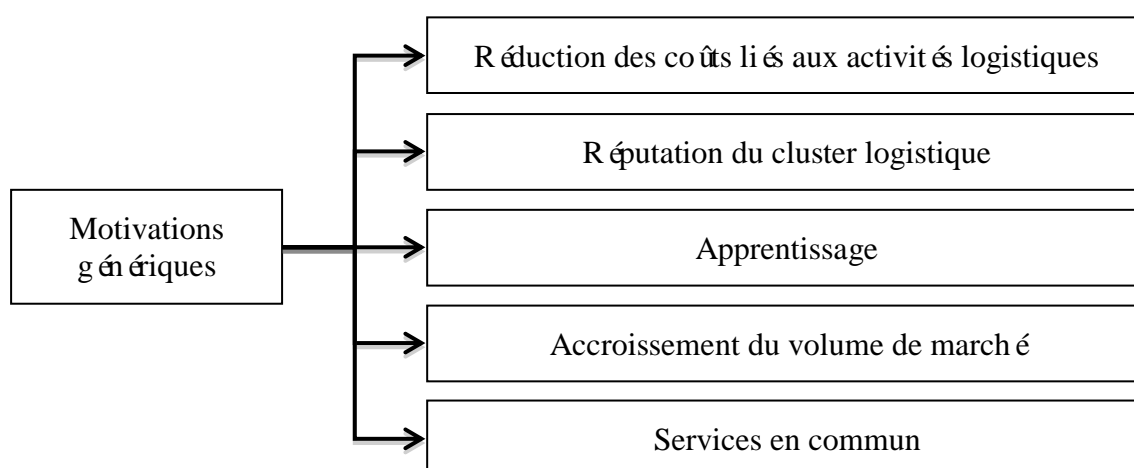 Réduction des coûts liés aux activités logistiques
Réputation du cluster logistique
Motivations
génériques
Apprentissage
Accroissement du volume de marché
Services en commun